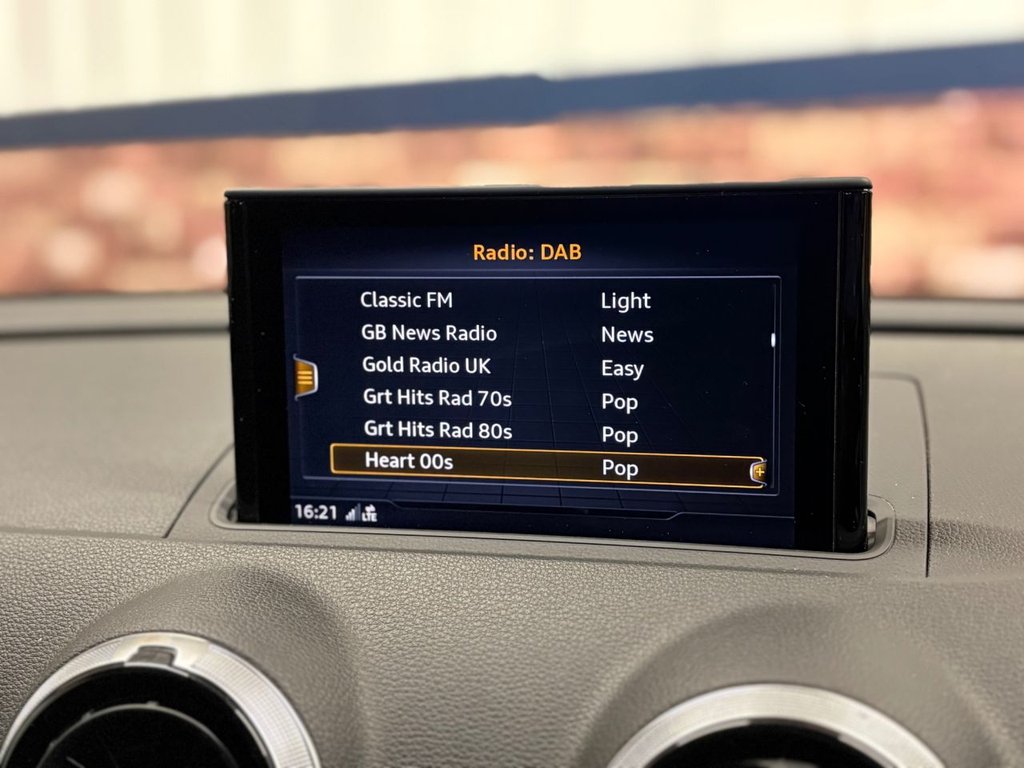 Radio: DAB
Classic FM Light
GB News Radio News
Gold Radio UK Easy
Grt Hits Rad 70s Pop
Grt Hits Rad 80s Pop
Heart 00s Pop
16:21 LTE